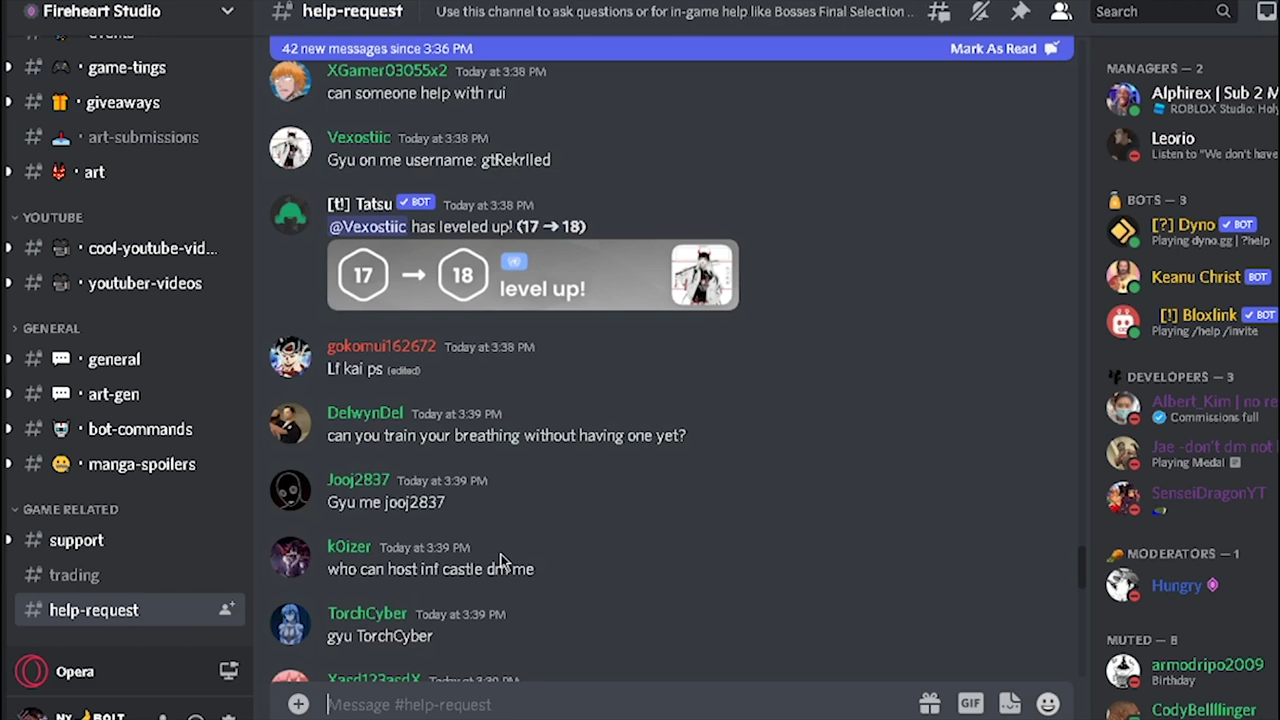 Fireheart Studio
events
game-tings
giveaways
art-submissions
art
YOUTUBE
cool-youtube-vid...
youtuber-videos
GENERAL
general
art-gen
bot-commands
manga-spoilers
GAME RELATED
support
trading
help-request
Opera
help-request
Use this channel to ask questions or for in-game help like Bosses Final Selection ...
Search
42 new messages since 3:36 PM
Mark As Read
XGamer03055x2 Today at 3:38 PM
can someone help with rui
Vexostiic Today at 3:38 PM
Gyu on me username: gtRekrlled
[t!] Tatsu BOT Today at 3:38 PM
@Vexostiic has leveled up! (17 → 18)
17 → 18 level up!
gokomui162672 Today at 3:38 PM
Lf kai ps (edited)
DelwynDel Today at 3:39 PM
can you train your breathing without having one yet?
Jooj2837 Today at 3:39 PM
Gyu me jooj2837
k0izer Today at 3:39 PM
who can host inf castle dm me
TorchCyber Today at 3:39 PM
gyu TorchCyber
Xasd123asdX Today at 3:39 PM
Message #help-request
GIF
MANAGERS — 2
Alphirex | Sub 2 M
ROBLOX Studio: Holy
Leorio
Listen to "We don't have
BOTS — 3
[?] Dyno BOT
Playing dyno.gg | ?help
Keanu Christ BOT
[!] Bloxlink BOT
Playing /help /invite
DEVELOPERS — 3
Albert_Kim | no re
Commissions full
Jae -don't dm not
Playing Medal
SenseiDragonYT
MODERATORS — 1
Hungry
MUTED — 8
armodripo2009
Birthday
CodyBelllinger